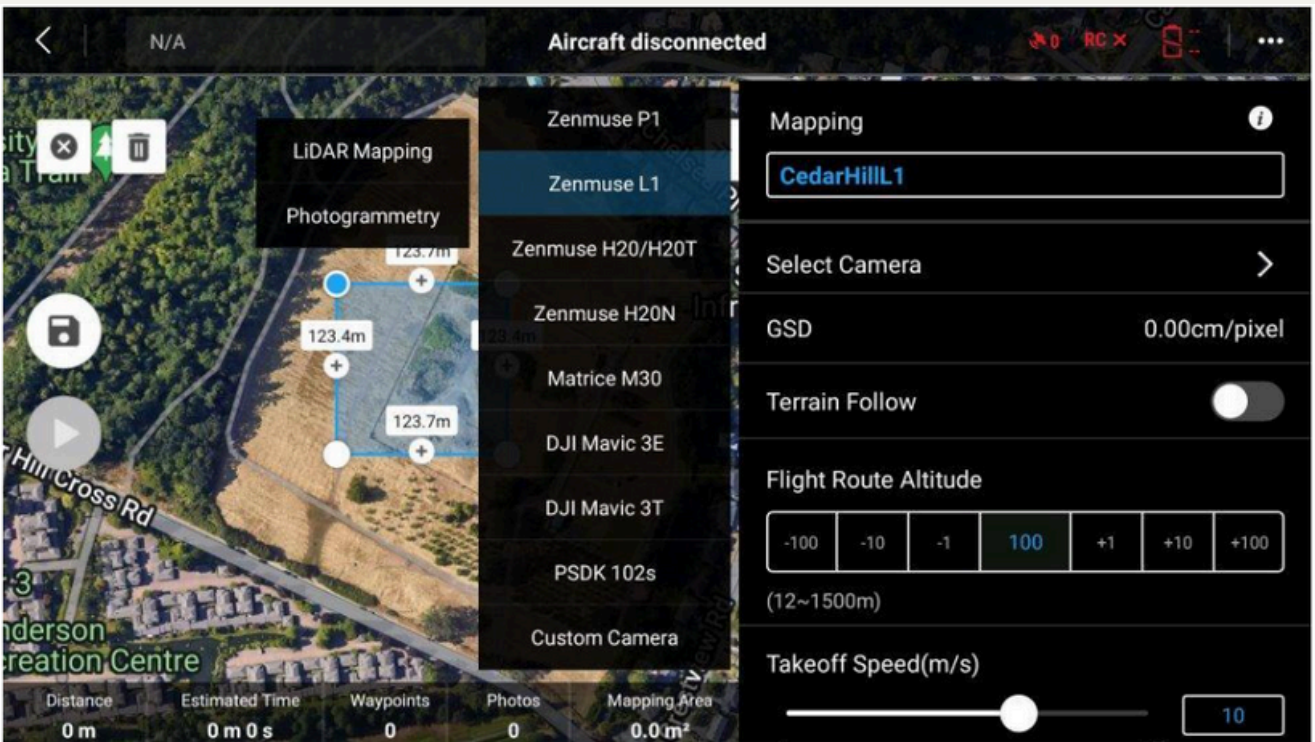 N/A
Aircraft disconnected
0
RC ×
LiDAR Mapping
Photogrammetry
Zenmuse P1
Zenmuse L1
Zenmuse H20/H20T
Zenmuse H20N
Matrice M30
DJI Mavic 3E
DJI Mavic 3T
PSDK 102s
Custom Camera
123.7m
123.4m
123.4m
123.7m
Hill Cross Rd
3
nderson
creation Centre
Mapping
CedarHillL1
Select Camera
GSD
0.00cm/pixel
Terrain Follow
Flight Route Altitude
-100
-10
-1
100
+1
+10
+100
(12~1500m)
Takeoff Speed(m/s)
10
Distance
0 m
Estimated Time
0 m 0 s
Waypoints
0
Photos
0
Mapping Area
0.0 m²